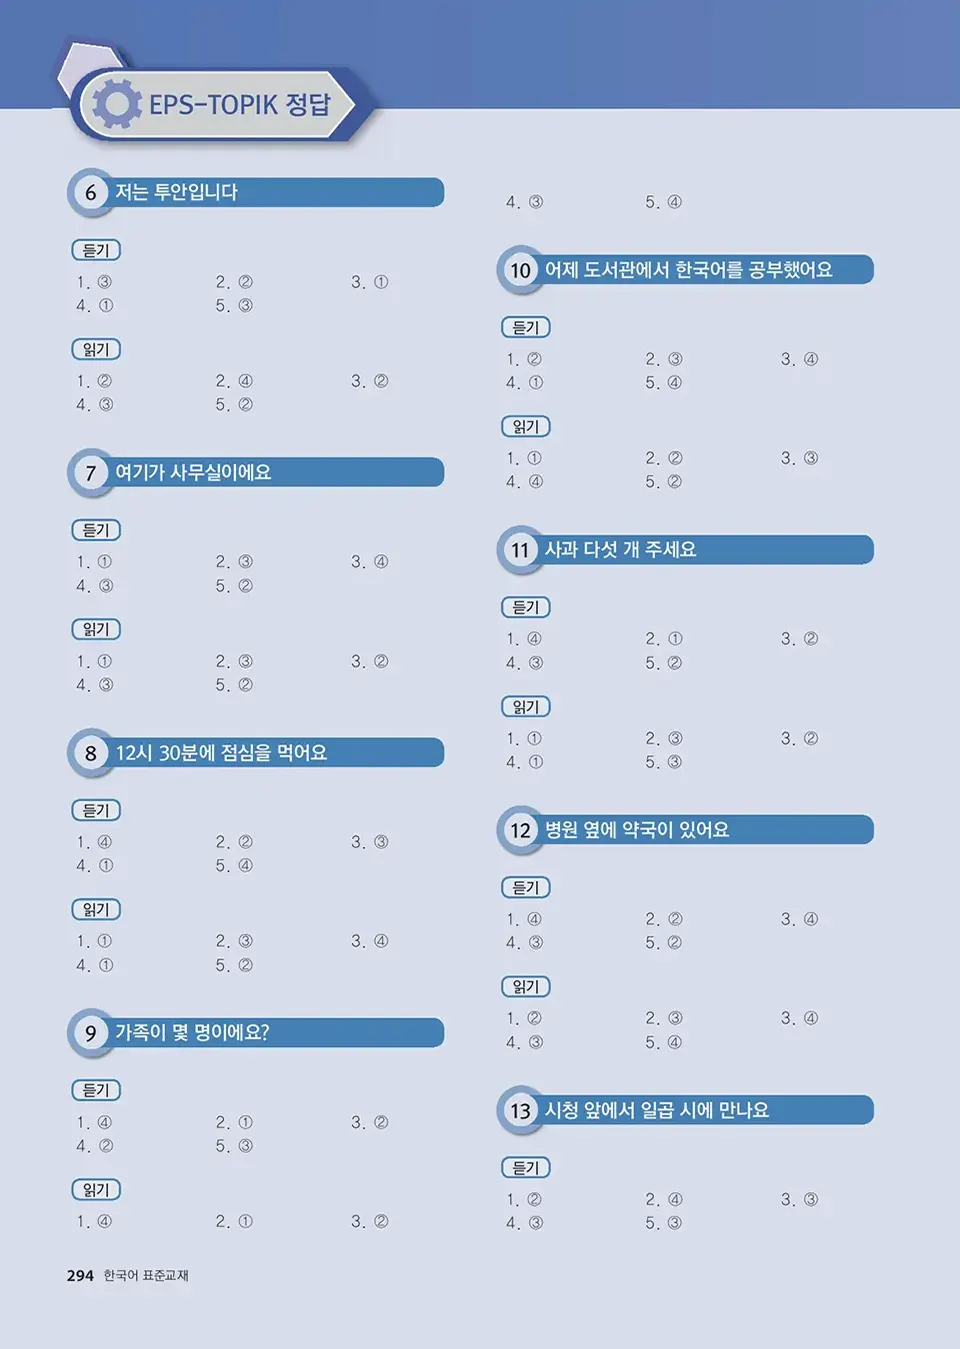 EPS-TOPIK 정답
6 저는 투안입니다
듣기
1. ③ 2. ② 3. ①
4. ① 5. ③
읽기
1. ② 2. ④ 3. ②
4. ③ 5. ②
7 여기가 사무실이에요
듣기
1. ① 2. ③ 3. ④
4. ③ 5. ②
읽기
1. ① 2. ③ 3. ②
4. ③ 5. ②
8 12시 30분에 점심을 먹어요
듣기
1. ④ 2. ② 3. ③
4. ① 5. ④
읽기
1. ① 2. ③ 3. ④
4. ① 5. ②
9 가족이 몇 명이에요?
듣기
1. ④ 2. ① 3. ②
4. ② 5. ③
읽기
1. ④ 2. ① 3. ②
4. ③ 5. ④
10 어제 도서관에서 한국어를 공부했어요
듣기
1. ② 2. ③ 3. ④
4. ① 5. ④
읽기
1. ① 2. ② 3. ③
4. ④ 5. ②
11 사과 다섯 개 주세요
듣기
1. ④ 2. ① 3. ②
4. ③ 5. ②
읽기
1. ① 2. ③ 3. ②
4. ① 5. ③
12 병원 옆에 약국이 있어요
듣기
1. ④ 2. ② 3. ④
4. ③ 5. ②
읽기
1. ② 2. ③ 3. ④
4. ③ 5. ④
13 시청 앞에서 일곱 시에 만나요
듣기
1. ② 2. ④ 3. ③
4. ③ 5. ③
294 한국어 표준교재